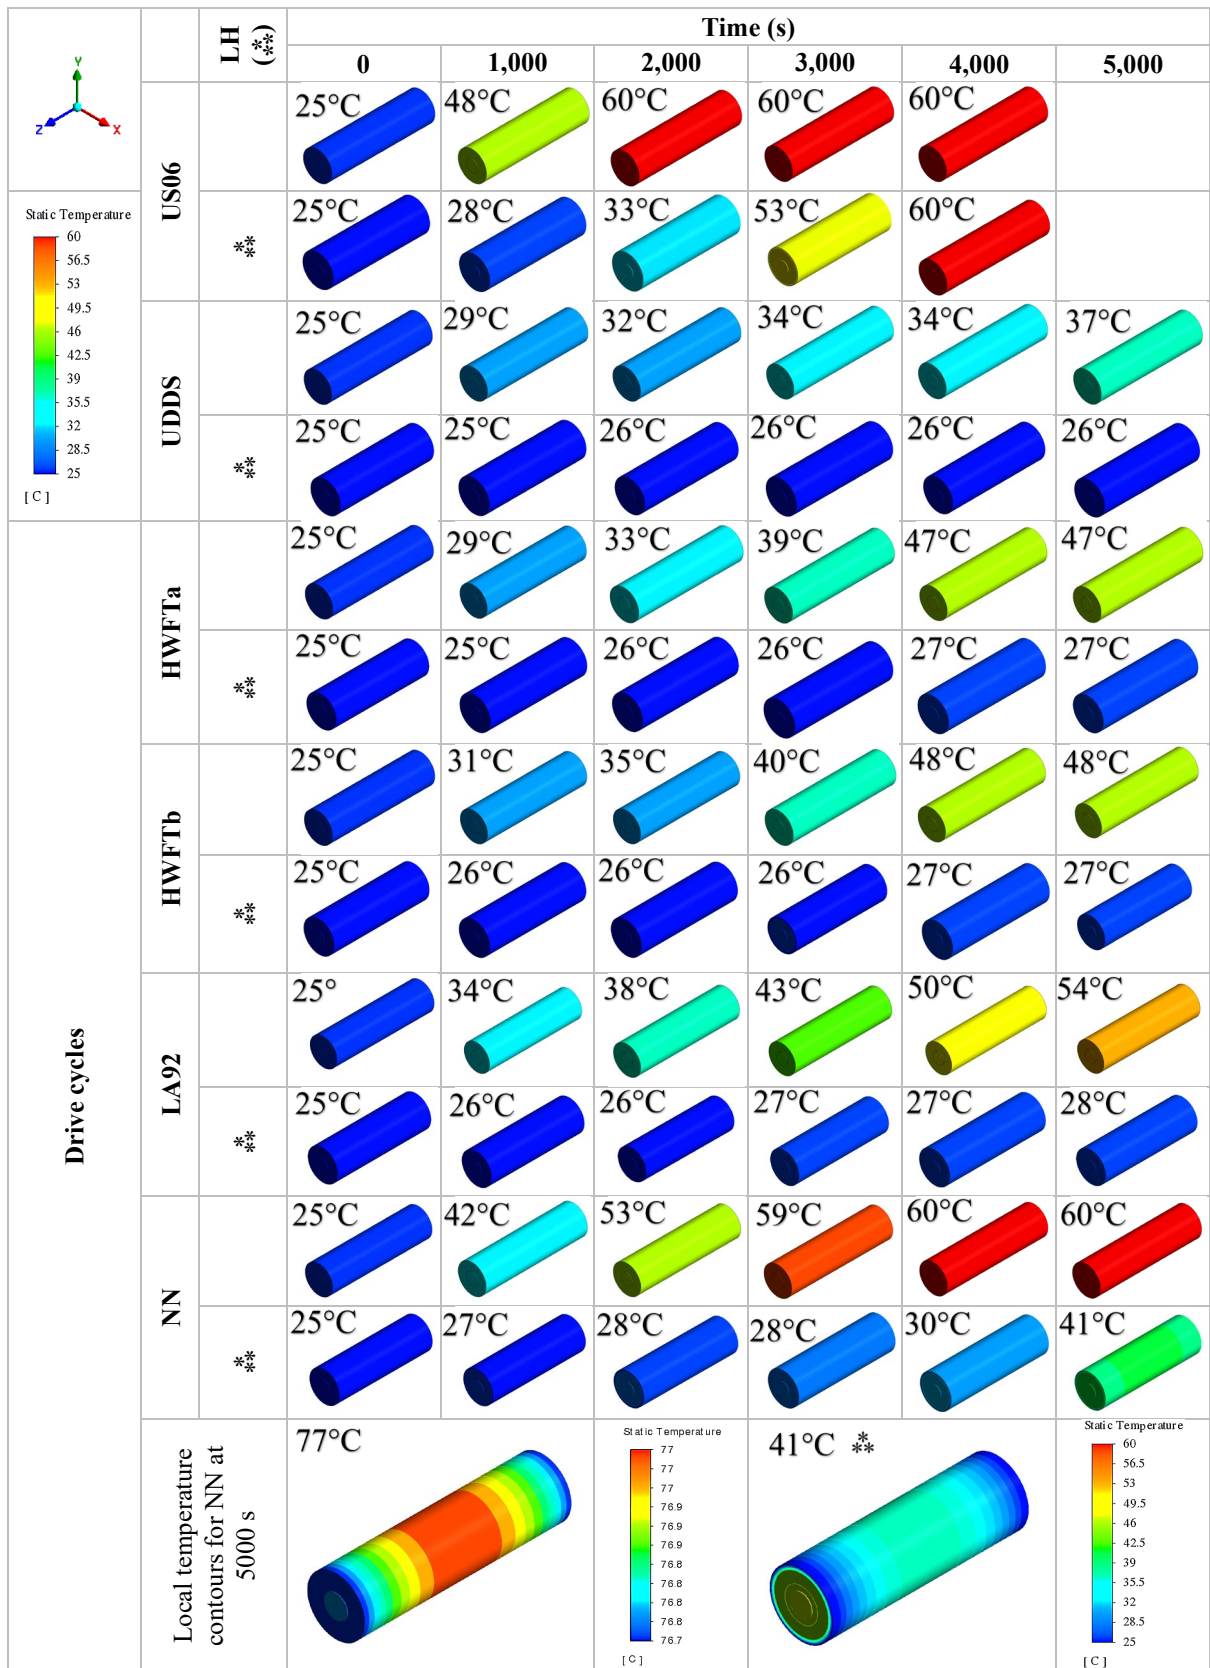 LH
(⁂)
Time (s)
0 1,000 2,000 3,000 4,000 5,000
Y
Z X
US06
25°C 48°C 60°C 60°C 60°C
Static Temperature
60
56.5
53
49.5
46
42.5
39
35.5
32
28.5
25
[ C ]
⁂
25°C 28°C 33°C 53°C 60°C
UDDS
25°C 29°C 32°C 34°C 34°C 37°C
⁂
25°C 25°C 26°C 26°C 26°C 26°C
Drive cycles
HWFTa
25°C 29°C 33°C 39°C 47°C 47°C
⁂
25°C 25°C 26°C 26°C 27°C 27°C
HWFTb
25°C 31°C 35°C 40°C 48°C 48°C
⁂
25°C 26°C 26°C 26°C 27°C 27°C
LA92
25° 34°C 38°C 43°C 50°C 54°C
⁂
25°C 26°C 26°C 27°C 27°C 28°C
NN
25°C 42°C 53°C 59°C 60°C 60°C
⁂
25°C 27°C 28°C 28°C 30°C 41°C
Local temperature
contours for NN at
5000 s
77°C
Static Temperature
77
77
77
76.9
76.9
76.9
76.8
76.8
76.8
76.8
76.7
[ C ]
41°C ⁂
Static Temperature
60
56.5
53
49.5
46
42.5
39
35.5
32
28.5
25
[ C ]